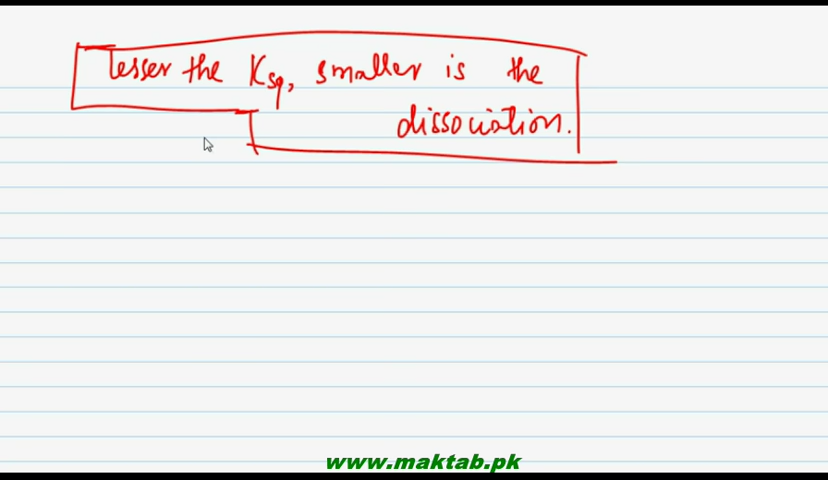 lesser the Ksp, smaller is the
dissociation.
www.maktab.pk